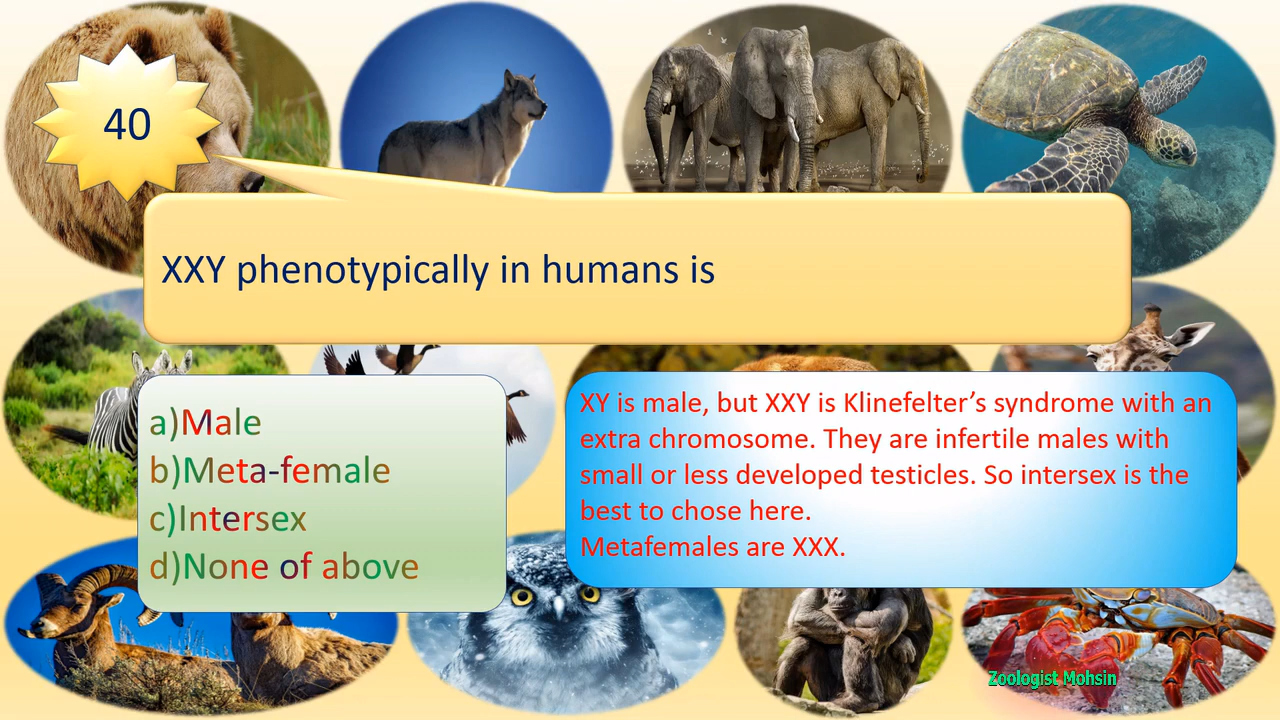 40
XXY phenotypically in humans is
a)Male
b)Meta-female
c)Intersex
d)None of above
XY is male, but XXY is Klinefelter’s syndrome with an
extra chromosome. They are infertile males with
small or less developed testicles. So intersex is the
best to chose here.
Metafemales are XXX.
Zoologist Mohsin